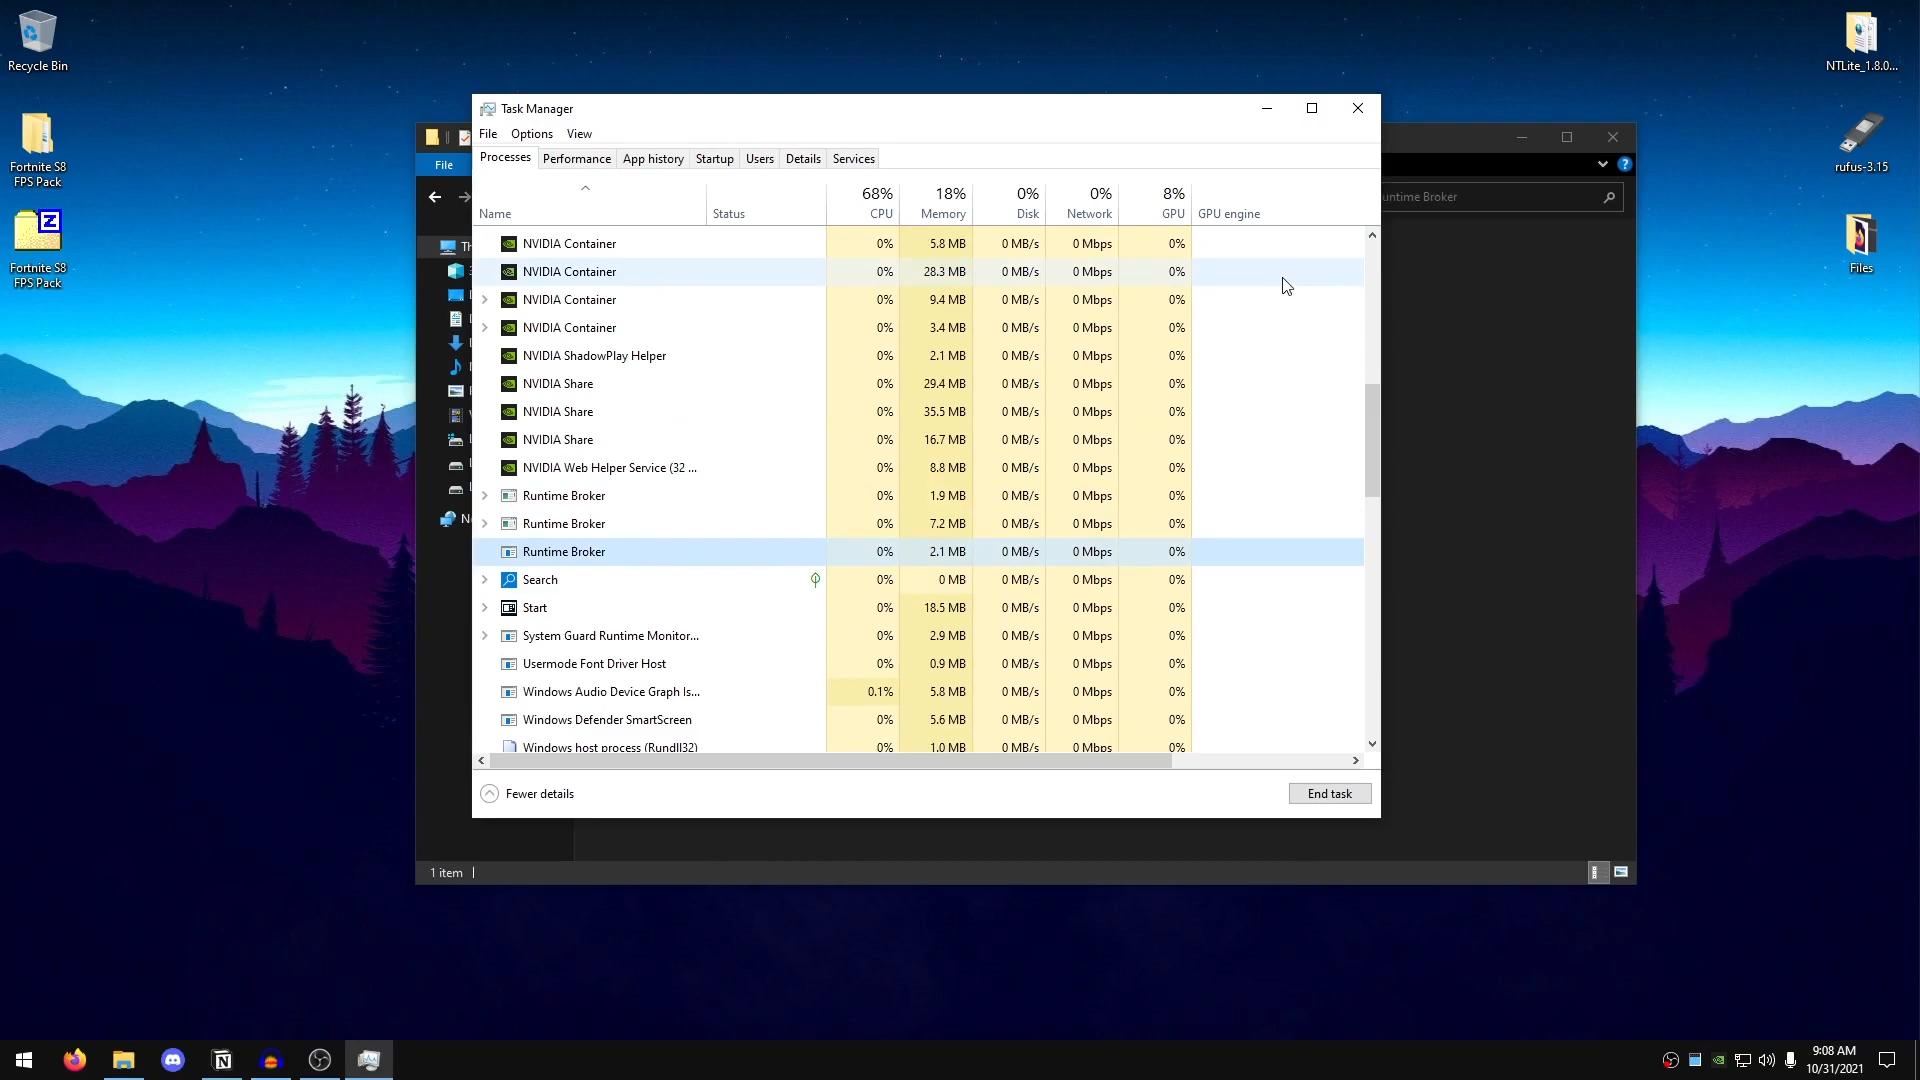 Recycle Bin
Fortnite S8
FPS Pack
Fortnite S8
FPS Pack
NTLite_1.8.0...
rufus-3.15
Files
Task Manager
File Options View
Processes Performance App history Startup Users Details Services
68% 18% 0% 0% 8%
Name Status CPU Memory Disk Network GPU GPU engine
NVIDIA Container 0% 5.8 MB 0 MB/s 0 Mbps 0%
NVIDIA Container 0% 28.3 MB 0 MB/s 0 Mbps 0%
NVIDIA Container 0% 9.4 MB 0 MB/s 0 Mbps 0%
NVIDIA Container 0% 3.4 MB 0 MB/s 0 Mbps 0%
NVIDIA ShadowPlay Helper 0% 2.1 MB 0 MB/s 0 Mbps 0%
NVIDIA Share 0% 29.4 MB 0 MB/s 0 Mbps 0%
NVIDIA Share 0% 35.5 MB 0 MB/s 0 Mbps 0%
NVIDIA Share 0% 16.7 MB 0 MB/s 0 Mbps 0%
NVIDIA Web Helper Service (32 ... 0% 8.8 MB 0 MB/s 0 Mbps 0%
Runtime Broker 0% 1.9 MB 0 MB/s 0 Mbps 0%
Runtime Broker 0% 7.2 MB 0 MB/s 0 Mbps 0%
Runtime Broker 0% 2.1 MB 0 MB/s 0 Mbps 0%
Search 0% 0 MB 0 MB/s 0 Mbps 0%
Start 0% 18.5 MB 0 MB/s 0 Mbps 0%
System Guard Runtime Monitor... 0% 2.9 MB 0 MB/s 0 Mbps 0%
Usermode Font Driver Host 0% 0.9 MB 0 MB/s 0 Mbps 0%
Windows Audio Device Graph Is... 0.1% 5.8 MB 0 MB/s 0 Mbps 0%
Windows Defender SmartScreen 0% 5.6 MB 0 MB/s 0 Mbps 0%
Windows host process (Rundll32) 0% 1.0 MB 0 MB/s 0 Mbps 0%
Fewer details
End task
File
untime Broker
1 item
9:08 AM
10/31/2021